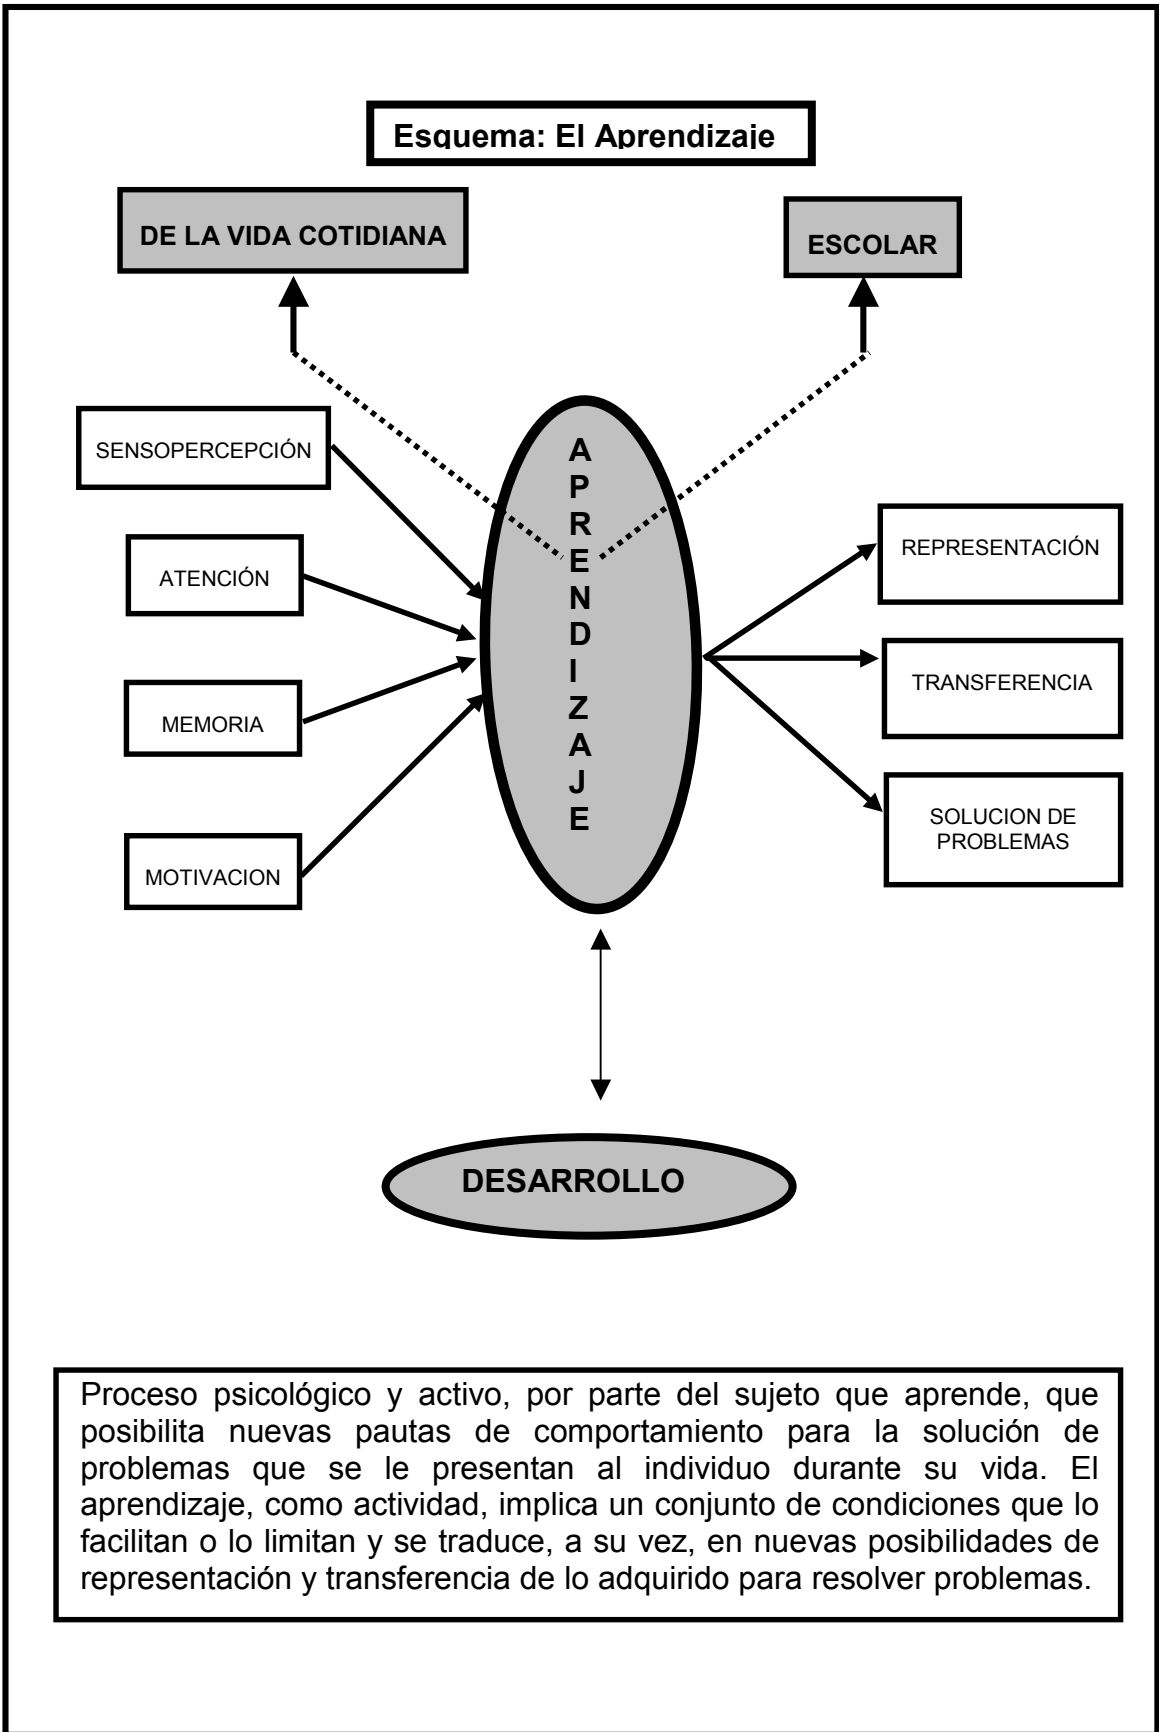 Esquema: El Aprendizaje
DE LA VIDA COTIDIANA
ESCOLAR
SENSOPERCEPCIÓN
ATENCIÓN
MEMORIA
MOTIVACION
A
P
R
E
N
D
I
Z
A
J
E
REPRESENTACIÓN
TRANSFERENCIA
SOLUCION DE
PROBLEMAS
DESARROLLO
Proceso psicológico y activo, por parte del sujeto que aprende, que
posibilita nuevas pautas de comportamiento para la solución de
problemas que se le presentan al individuo durante su vida. El
aprendizaje, como actividad, implica un conjunto de condiciones que lo
facilitan o lo limitan y se traduce, a su vez, en nuevas posibilidades de
representación y transferencia de lo adquirido para resolver problemas.